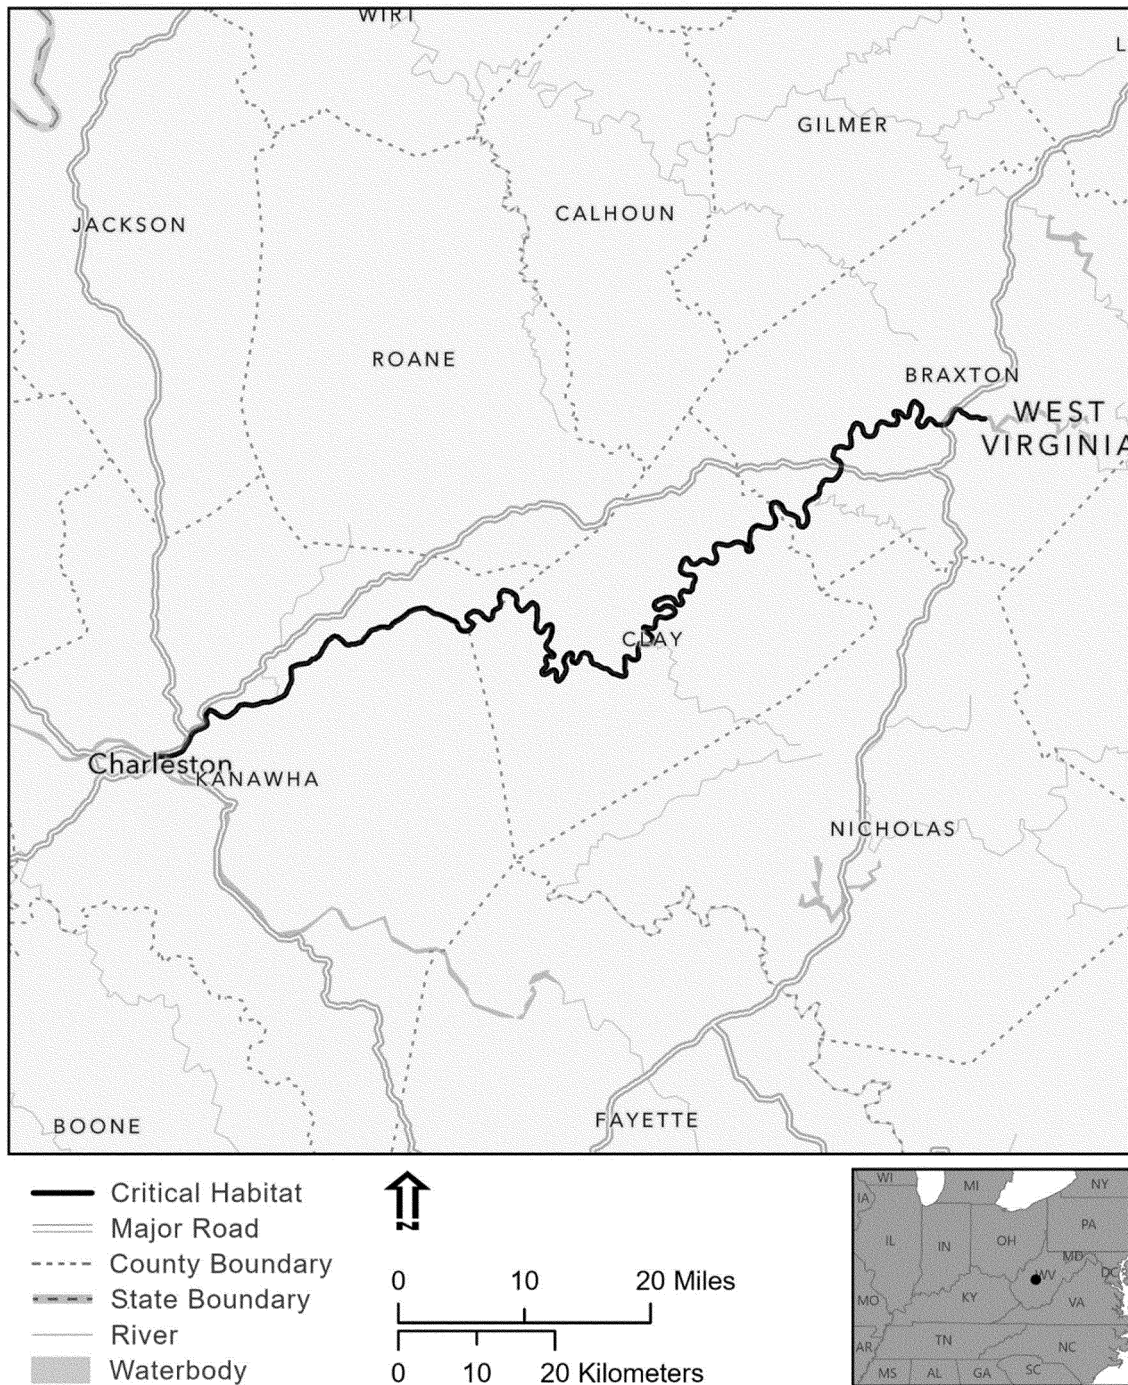 WIRT
L
GILMER
JACKSON
CALHOUN
ROANE
BRAXTON
WEST
VIRGINIA
CLAY
Charleston
KANAWHA
NICHOLAS
BOONE
FAYETTE
Critical Habitat
Major Road
County Boundary
State Boundary
River
Waterbody
N
0 10 20 Miles
0 10 20 Kilometers
WI
MI
NY
IA
PA
IL
IN
OH
MD
DC
WV
MO
KY
VA
TN
NC
AR
SC
MS
AL
GA